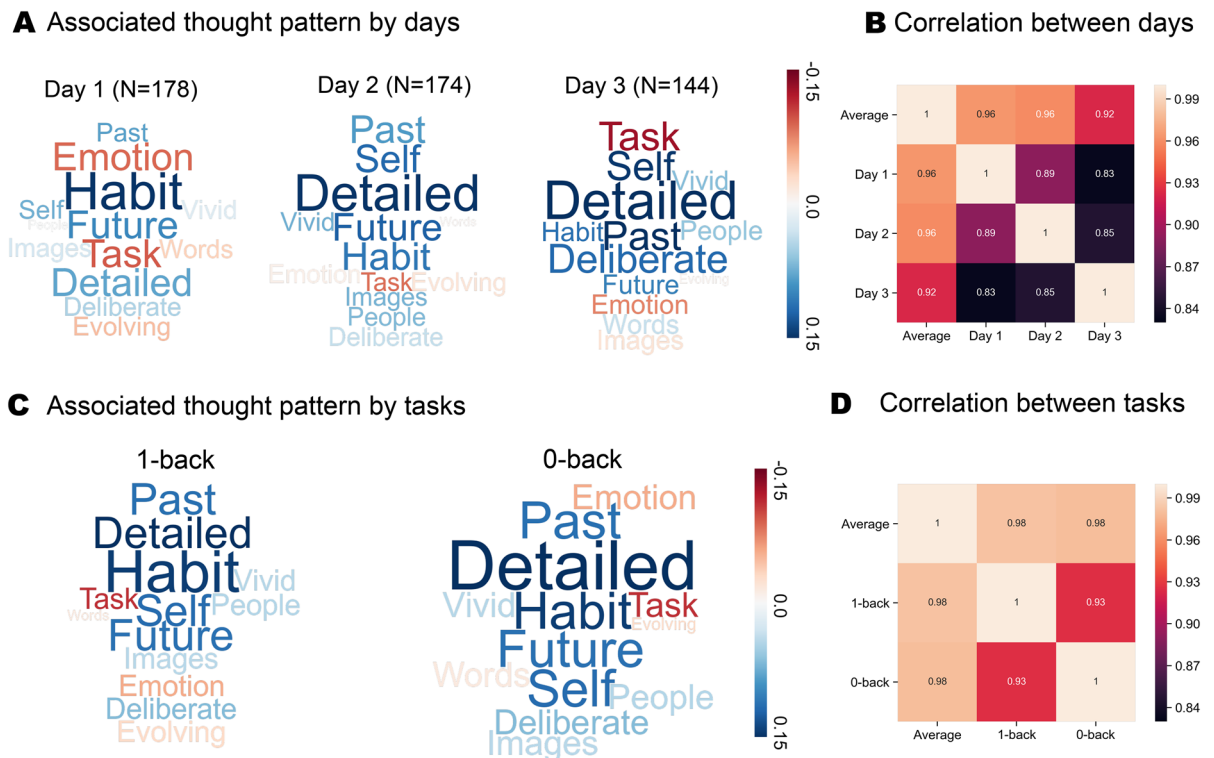 A Associated thought pattern by days
Day 1 (N=178)
Past
Emotion
Habit
Self
Vivid
People
Future
Images
Task
Words
Detailed
Deliberate
Evolving
Day 2 (N=174)
Past
Self
Detailed
Vivid
Future
Words
Habit
Emotion
Task
Evolving
Images
People
Deliberate
Day 3 (N=144)
Task
Self
Vivid
Detailed
Habit
Past
People
Deliberate
Future
Evolving
Emotion
Words
Images
-0.15
0.0
0.15
B Correlation between days
Average 1 0.96 0.96 0.92
Day 1 0.96 1 0.89 0.83
Day 2 0.96 0.89 1 0.85
Day 3 0.92 0.83 0.85 1
Average Day 1 Day 2 Day 3
0.99
0.96
0.93
0.90
0.87
0.84
C Associated thought pattern by tasks
1-back
Past
Detailed
Habit
Vivid
Task
Self
People
Words
Future
Images
Emotion
Deliberate
Evolving
0-back
Emotion
Past
Detailed
Vivid
Habit
Task
Evolving
Future
Words
Self
People
Deliberate
Images
-0.15
0.0
0.15
D Correlation between tasks
Average 1 0.98 0.98
1-back 0.98 1 0.93
0-back 0.98 0.93 1
Average 1-back 0-back
0.99
0.96
0.93
0.90
0.87
0.84